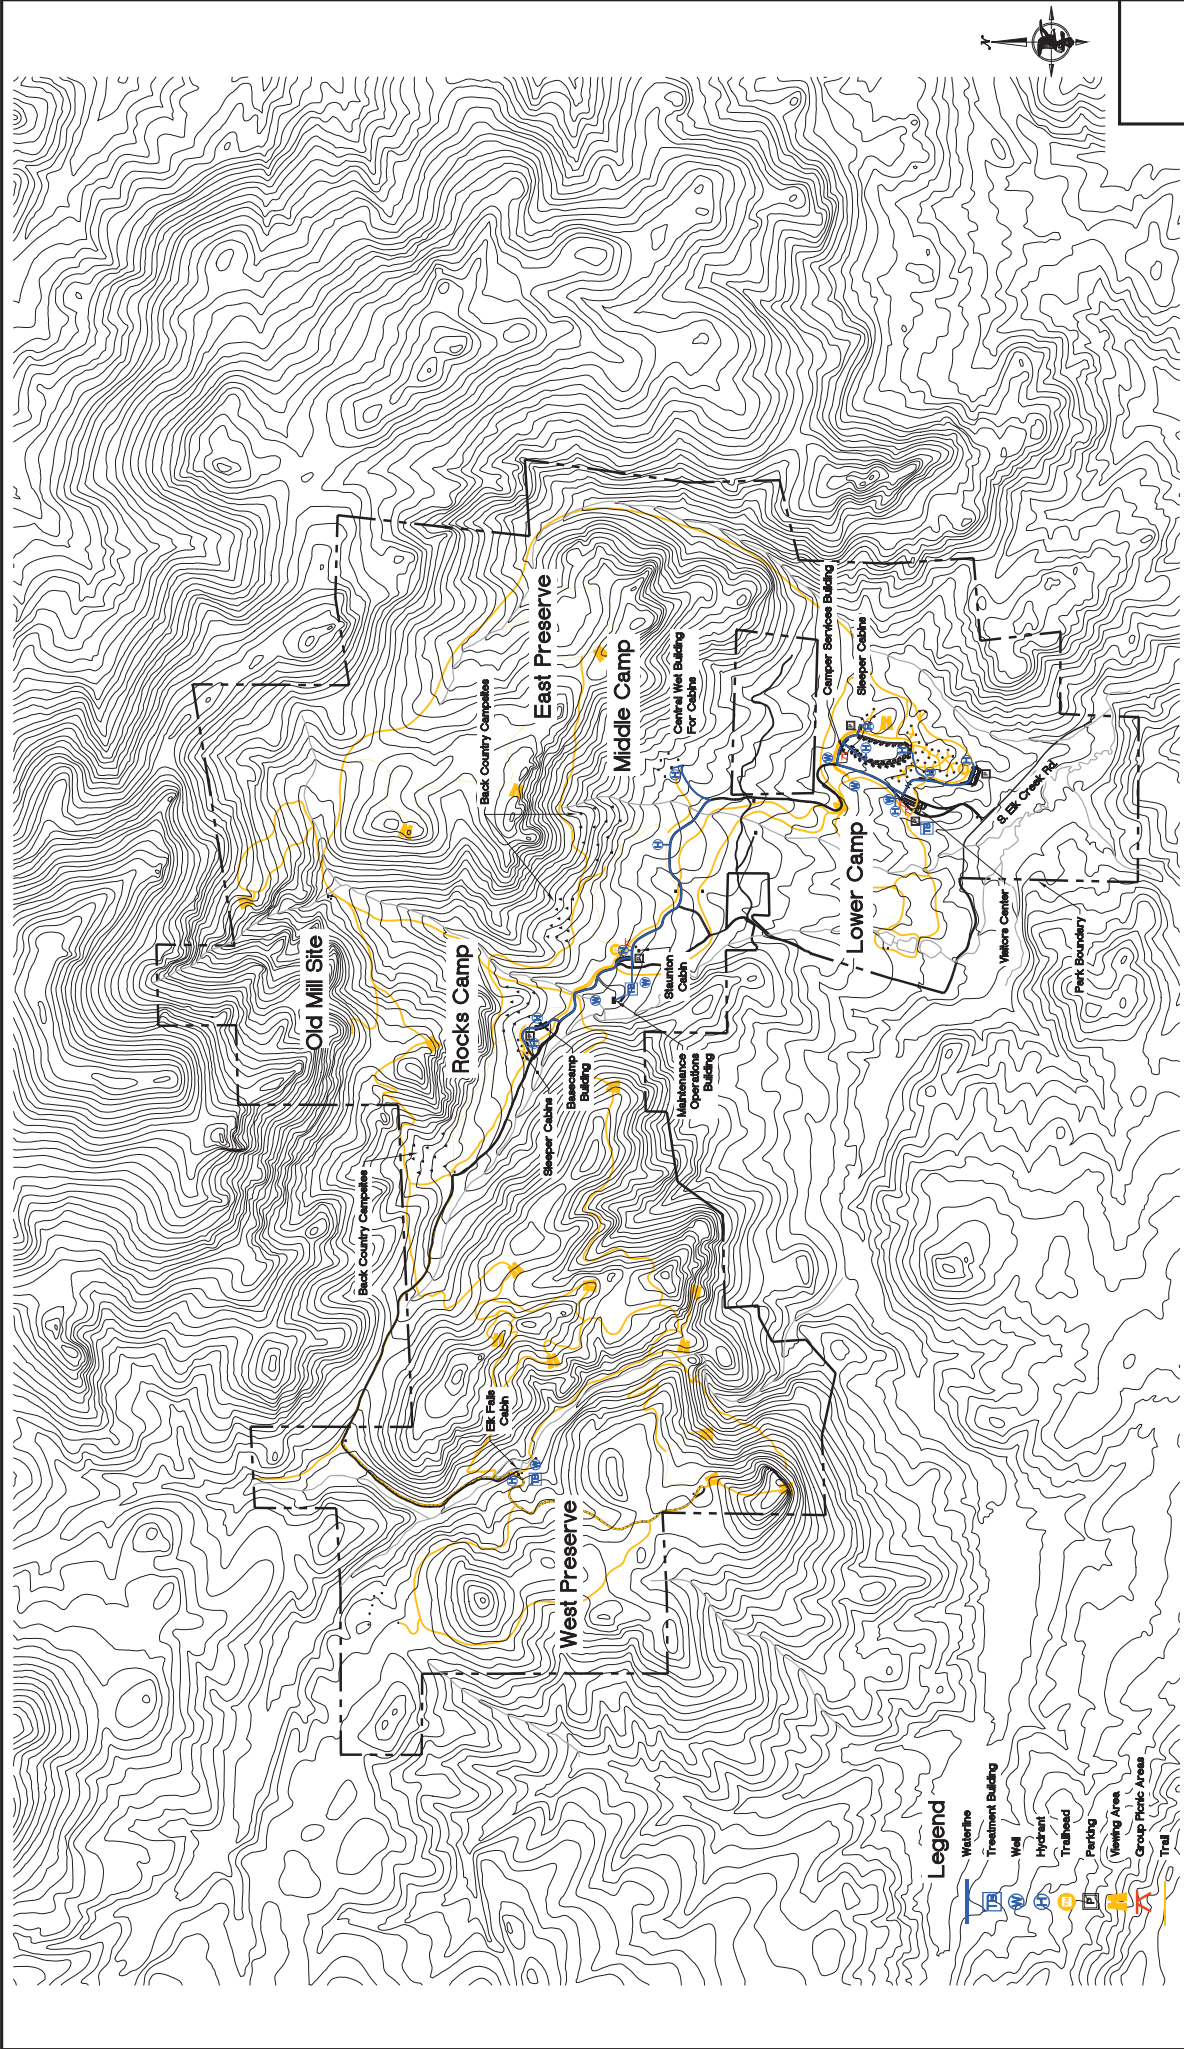 N
Old Mill Site
East Preserve
Back Country Campsites
Middle Camp
Central Wet Building
For Cabins
Camper Services Building
Sleeper Cabins
Rocks Camp
Lower Camp
S. Elk Creek Rd.
Visitors Center
Park Boundary
Staunton
Cabin
Maintenance
Operations
Building
Basecamp
Building
Sleeper Cabins
Back Country Campsites
Elk Falls
Cabin
West Preserve
Legend
Waterline
TB Treatment Building
W Well
H Hydrant
Trailhead
P Parking
Viewing Area
Group Picnic Areas
Trail